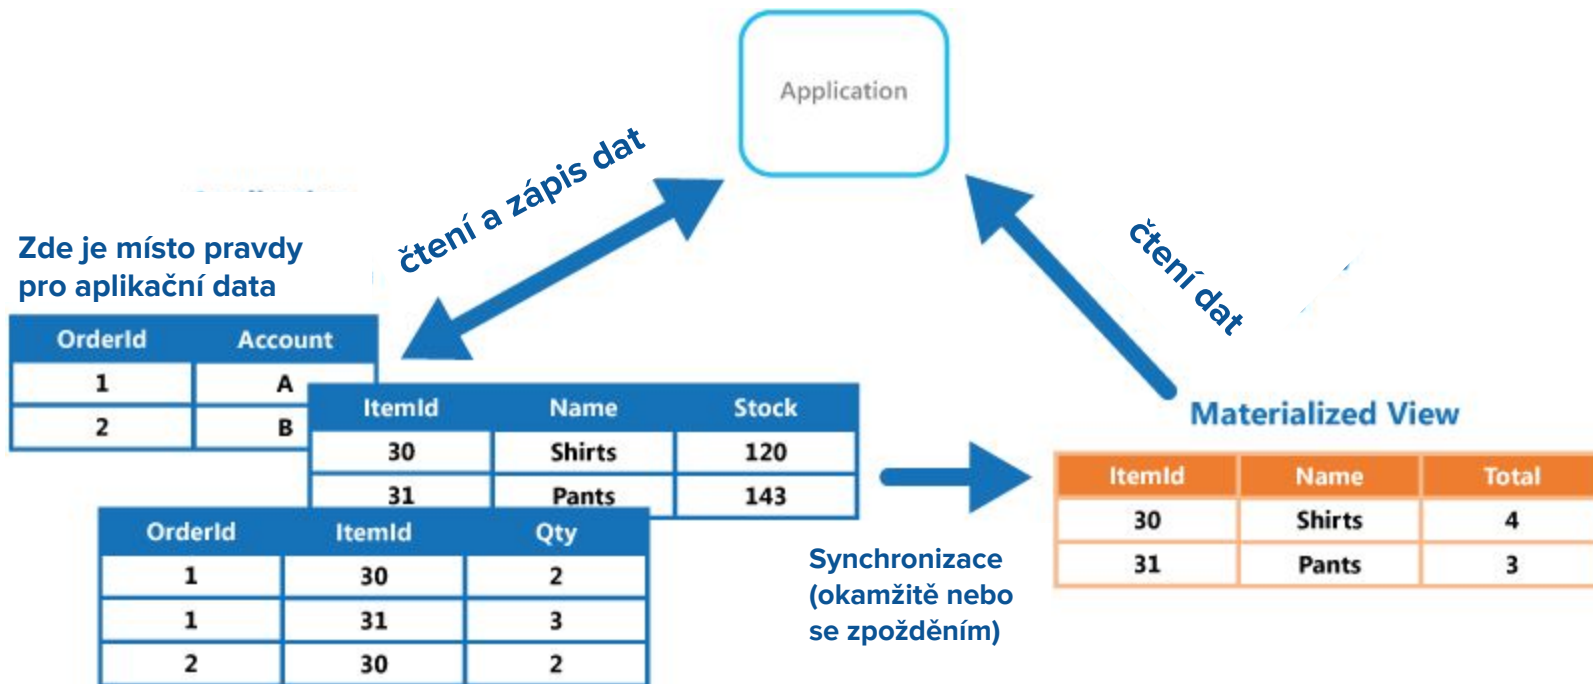 Application
čtení a zápis dat
Zde je místo pravdy
pro aplikační data
čtení dat
OrderId Account
1 A
2 B
ItemId Name Stock
30 Shirts 120
31 Pants 143
OrderId ItemId Qty
1 30 2
1 31 3
2 30 2
Synchronizace
(okamžitě nebo
se zpožděním)
Materialized View
ItemId Name Total
30 Shirts 4
31 Pants 3